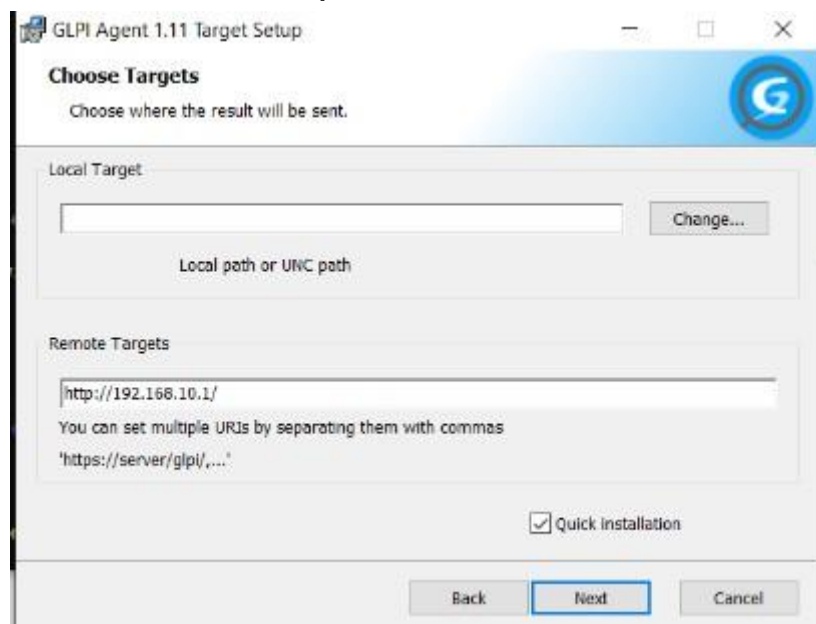 GLPI Agent 1.11 Target Setup
Choose Targets
Choose where the result will be sent.
Local Target
Change...
Local path or UNC path
Remote Targets
http://192.168.10.1/
You can set multiple URIs by separating them with commas
'https://server/glpi/,...'
Quick installation
Back Next Cancel